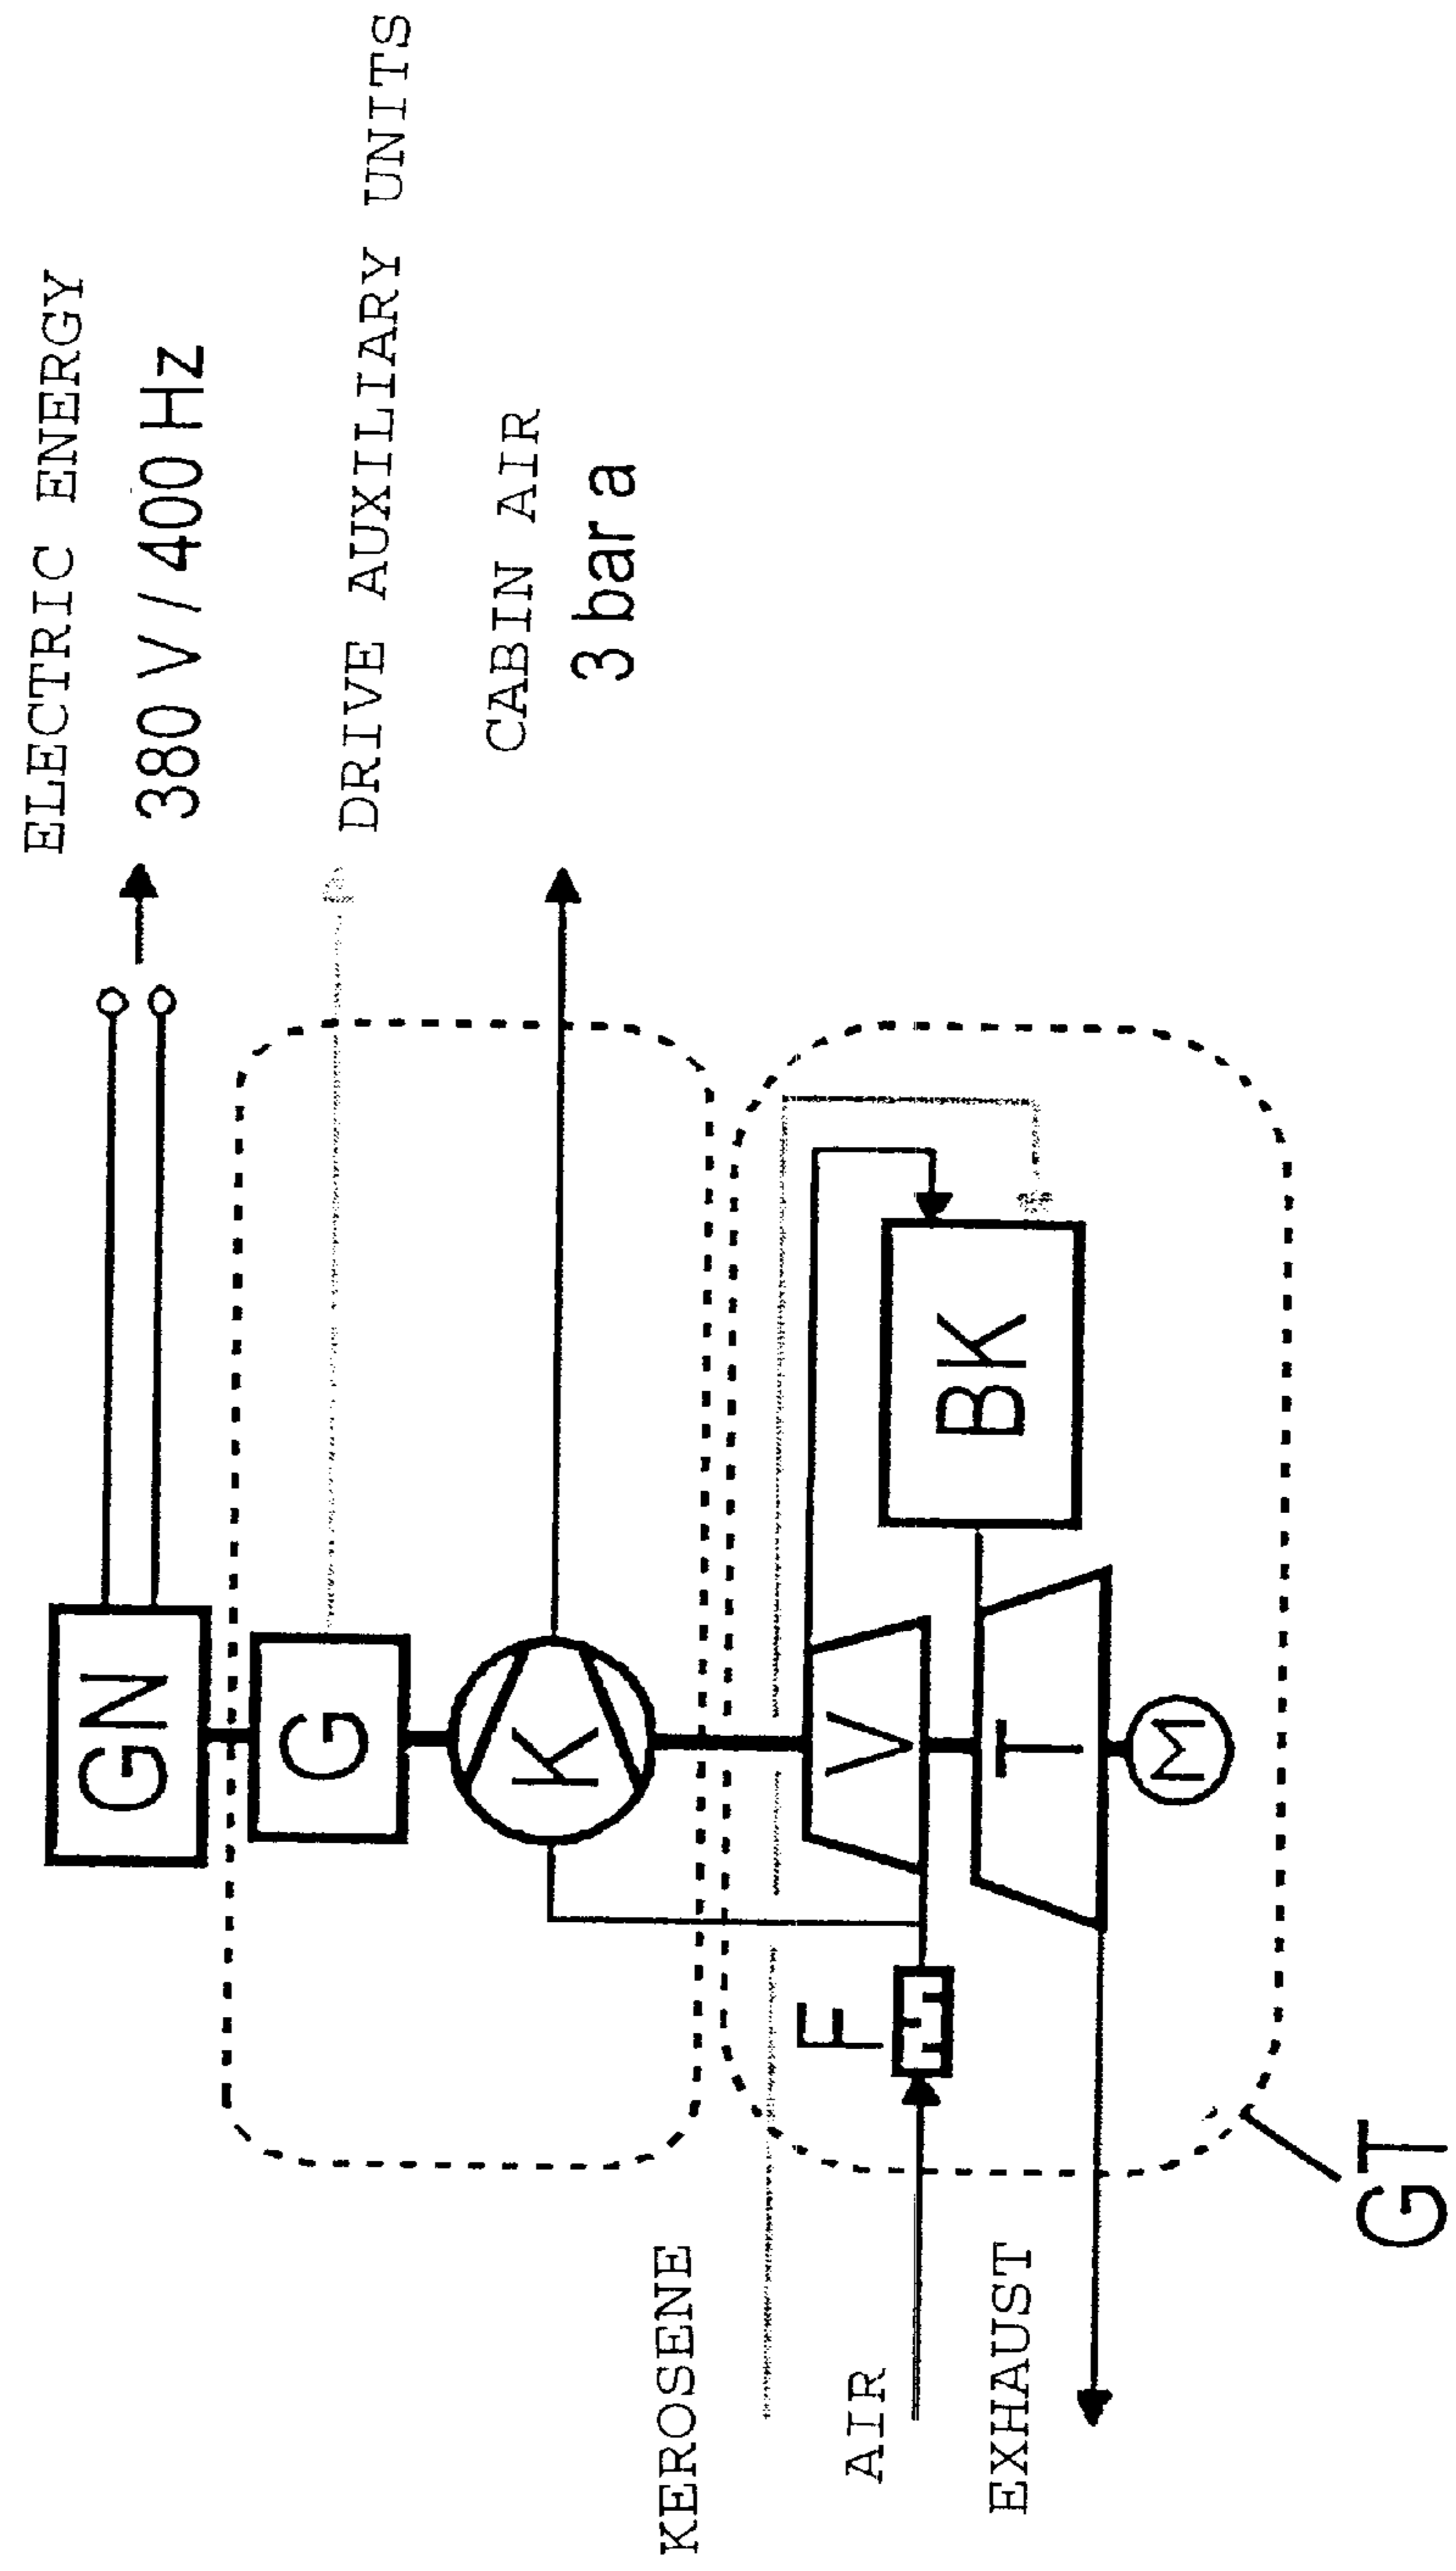 ELECTRIC ENERGY
380 V / 400 Hz
DRIVE AUXILIARY UNITS
CABIN AIR
3 bar a
GN
G
K
KEROSENE
V
BK
F
AIR
T
EXHAUST
M
GT